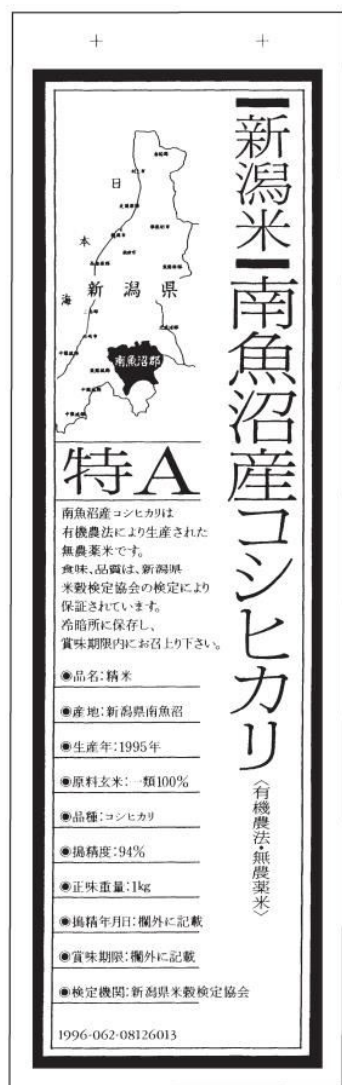 新潟米
南魚沼産コシヒカリ
〈有機農法・無農薬米〉
日本海
新潟県
南魚沼郡
特A
南魚沼産コシヒカリは
有機農法により生産された
無農薬米です。
食味、品質は、新潟県
米穀検定協会の検定により
保証されています。
冷暗所に保存し、
賞味期限内にお召上り下さい。
◉品名：精米
◉産地：新潟県南魚沼
◉生産年：1995年
◉原料玄米：一類100%
◉品種：コシヒカリ
◉搗精度：94%
◉正味重量：1kg
◉搗精年月日：欄外に記載
◉賞味期限：欄外に記載
◉検定機関：新潟県米穀検定協会
1996-062-08126013